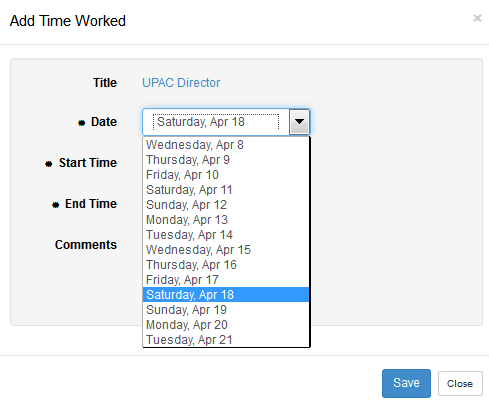 Add Time Worked
×
Title UPAC Director
* Date Saturday, Apr 18
Wednesday, Apr 8
Thursday, Apr 9
* Start Time
Friday, Apr 10
Saturday, Apr 11
* End Time
Sunday, Apr 12
Monday, Apr 13
Tuesday, Apr 14
Comments
Wednesday, Apr 15
Thursday, Apr 16
Friday, Apr 17
Saturday, Apr 18
Sunday, Apr 19
Monday, Apr 20
Tuesday, Apr 21
Save Close